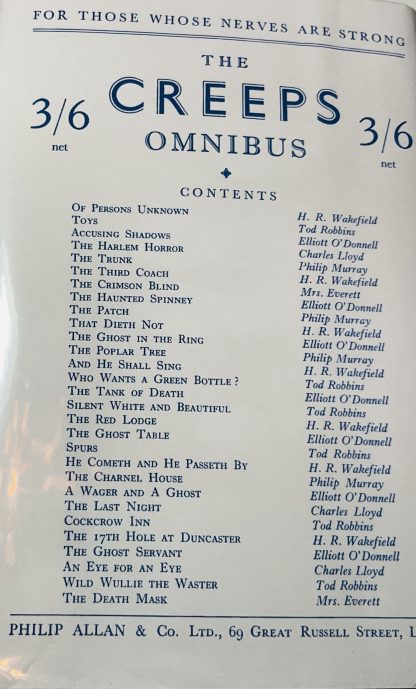 FOR THOSE WHOSE NERVES ARE STRONG
THE
3/6 net CREEPS 3/6 net
OMNIBUS
CONTENTS
OF PERSONS UNKNOWN H. R. Wakefield
TOYS Tod Robbins
ACCUSING SHADOWS Elliott O'Donnell
THE HARLEM HORROR Charles Lloyd
THE TRUNK Philip Murray
THE THIRD COACH H. R. Wakefield
THE CRIMSON BLIND Mrs. Everett
THE HAUNTED SPINNEY Elliott O'Donnell
THE PATCH Philip Murray
THAT DIETH NOT H. R. Wakefield
THE GHOST IN THE RING Elliott O'Donnell
THE POPLAR TREE Philip Murray
AND HE SHALL SING H. R. Wakefield
WHO WANTS A GREEN BOTTLE? Tod Robbins
THE TANK OF DEATH Elliott O'Donnell
SILENT WHITE AND BEAUTIFUL Tod Robbins
THE RED LODGE H. R. Wakefield
THE GHOST TABLE Elliott O'Donnell
SPURS Tod Robbins
HE COMETH AND HE PASSETH BY H. R. Wakefield
THE CHARNEL HOUSE Philip Murray
A WAGER AND A GHOST Elliott O'Donnell
THE LAST NIGHT Charles Lloyd
COCKCROW INN Tod Robbins
THE 17TH HOLE AT DUNCASTER H. R. Wakefield
THE GHOST SERVANT Elliott O'Donnell
AN EYE FOR AN EYE Charles Lloyd
WILD WULLIE THE WASTER Tod Robbins
THE DEATH MASK Mrs. Everett
PHILIP ALLAN & CO. LTD., 69 GREAT RUSSELL STREET, L